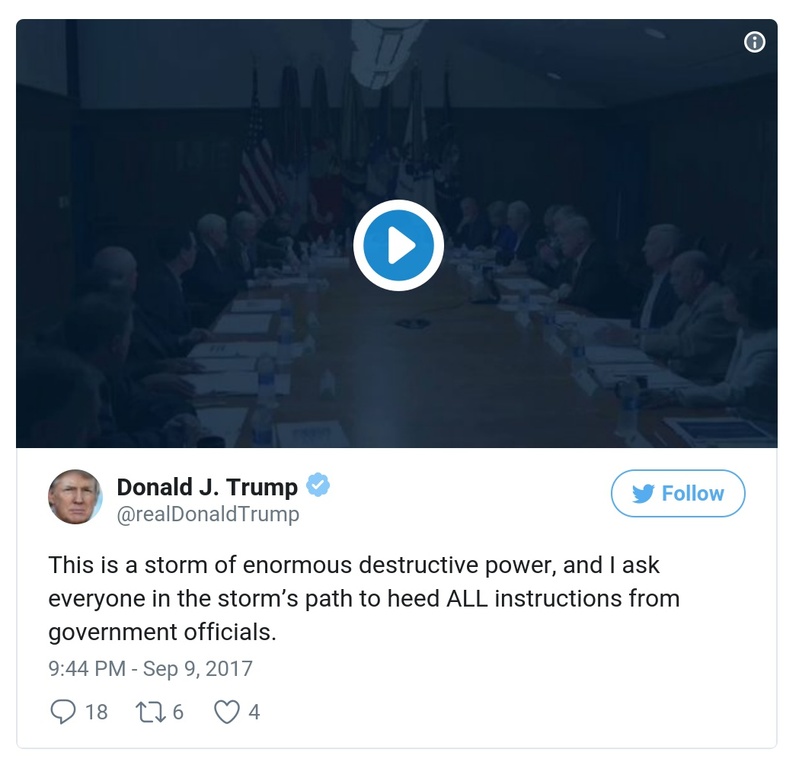 Donald J. Trump
@realDonaldTrump
Follow
This is a storm of enormous destructive power, and I ask
everyone in the storm’s path to heed ALL instructions from
government officials.
9:44 PM - Sep 9, 2017
18 6 4